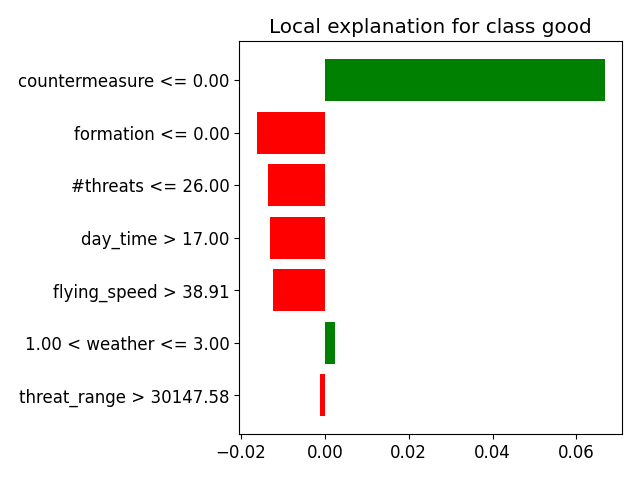 Local explanation for class good
countermeasure <= 0.00
formation <= 0.00
#threats <= 26.00
day_time > 17.00
flying_speed > 38.91
1.00 < weather <= 3.00
threat_range > 30147.58
−0.02 0.00 0.02 0.04 0.06